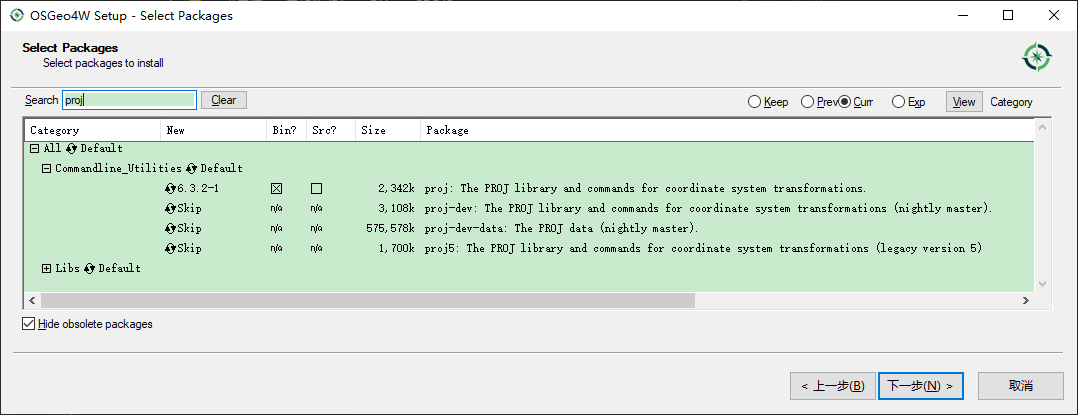 OSGeo4W Setup - Select Packages
Select Packages
Select packages to install
Search proj Clear Keep Prev Curr Exp View Category
Category New Bin? Src? Size Package
All Default
Commandline_Utilities Default
6.3.2-1 2,342k proj: The PROJ library and commands for coordinate system transformations.
Skip n/a n/a 3,108k proj-dev: The PROJ library and commands for coordinate system transformations (nightly master).
Skip n/a n/a 575,578k proj-dev-data: The PROJ data (nightly master).
Skip n/a n/a 1,700k proj5: The PROJ library and commands for coordinate system transformations (legacy version 5)
Libs Default
Hide obsolete packages
< 上一步(B) 下一步(N) > 取消